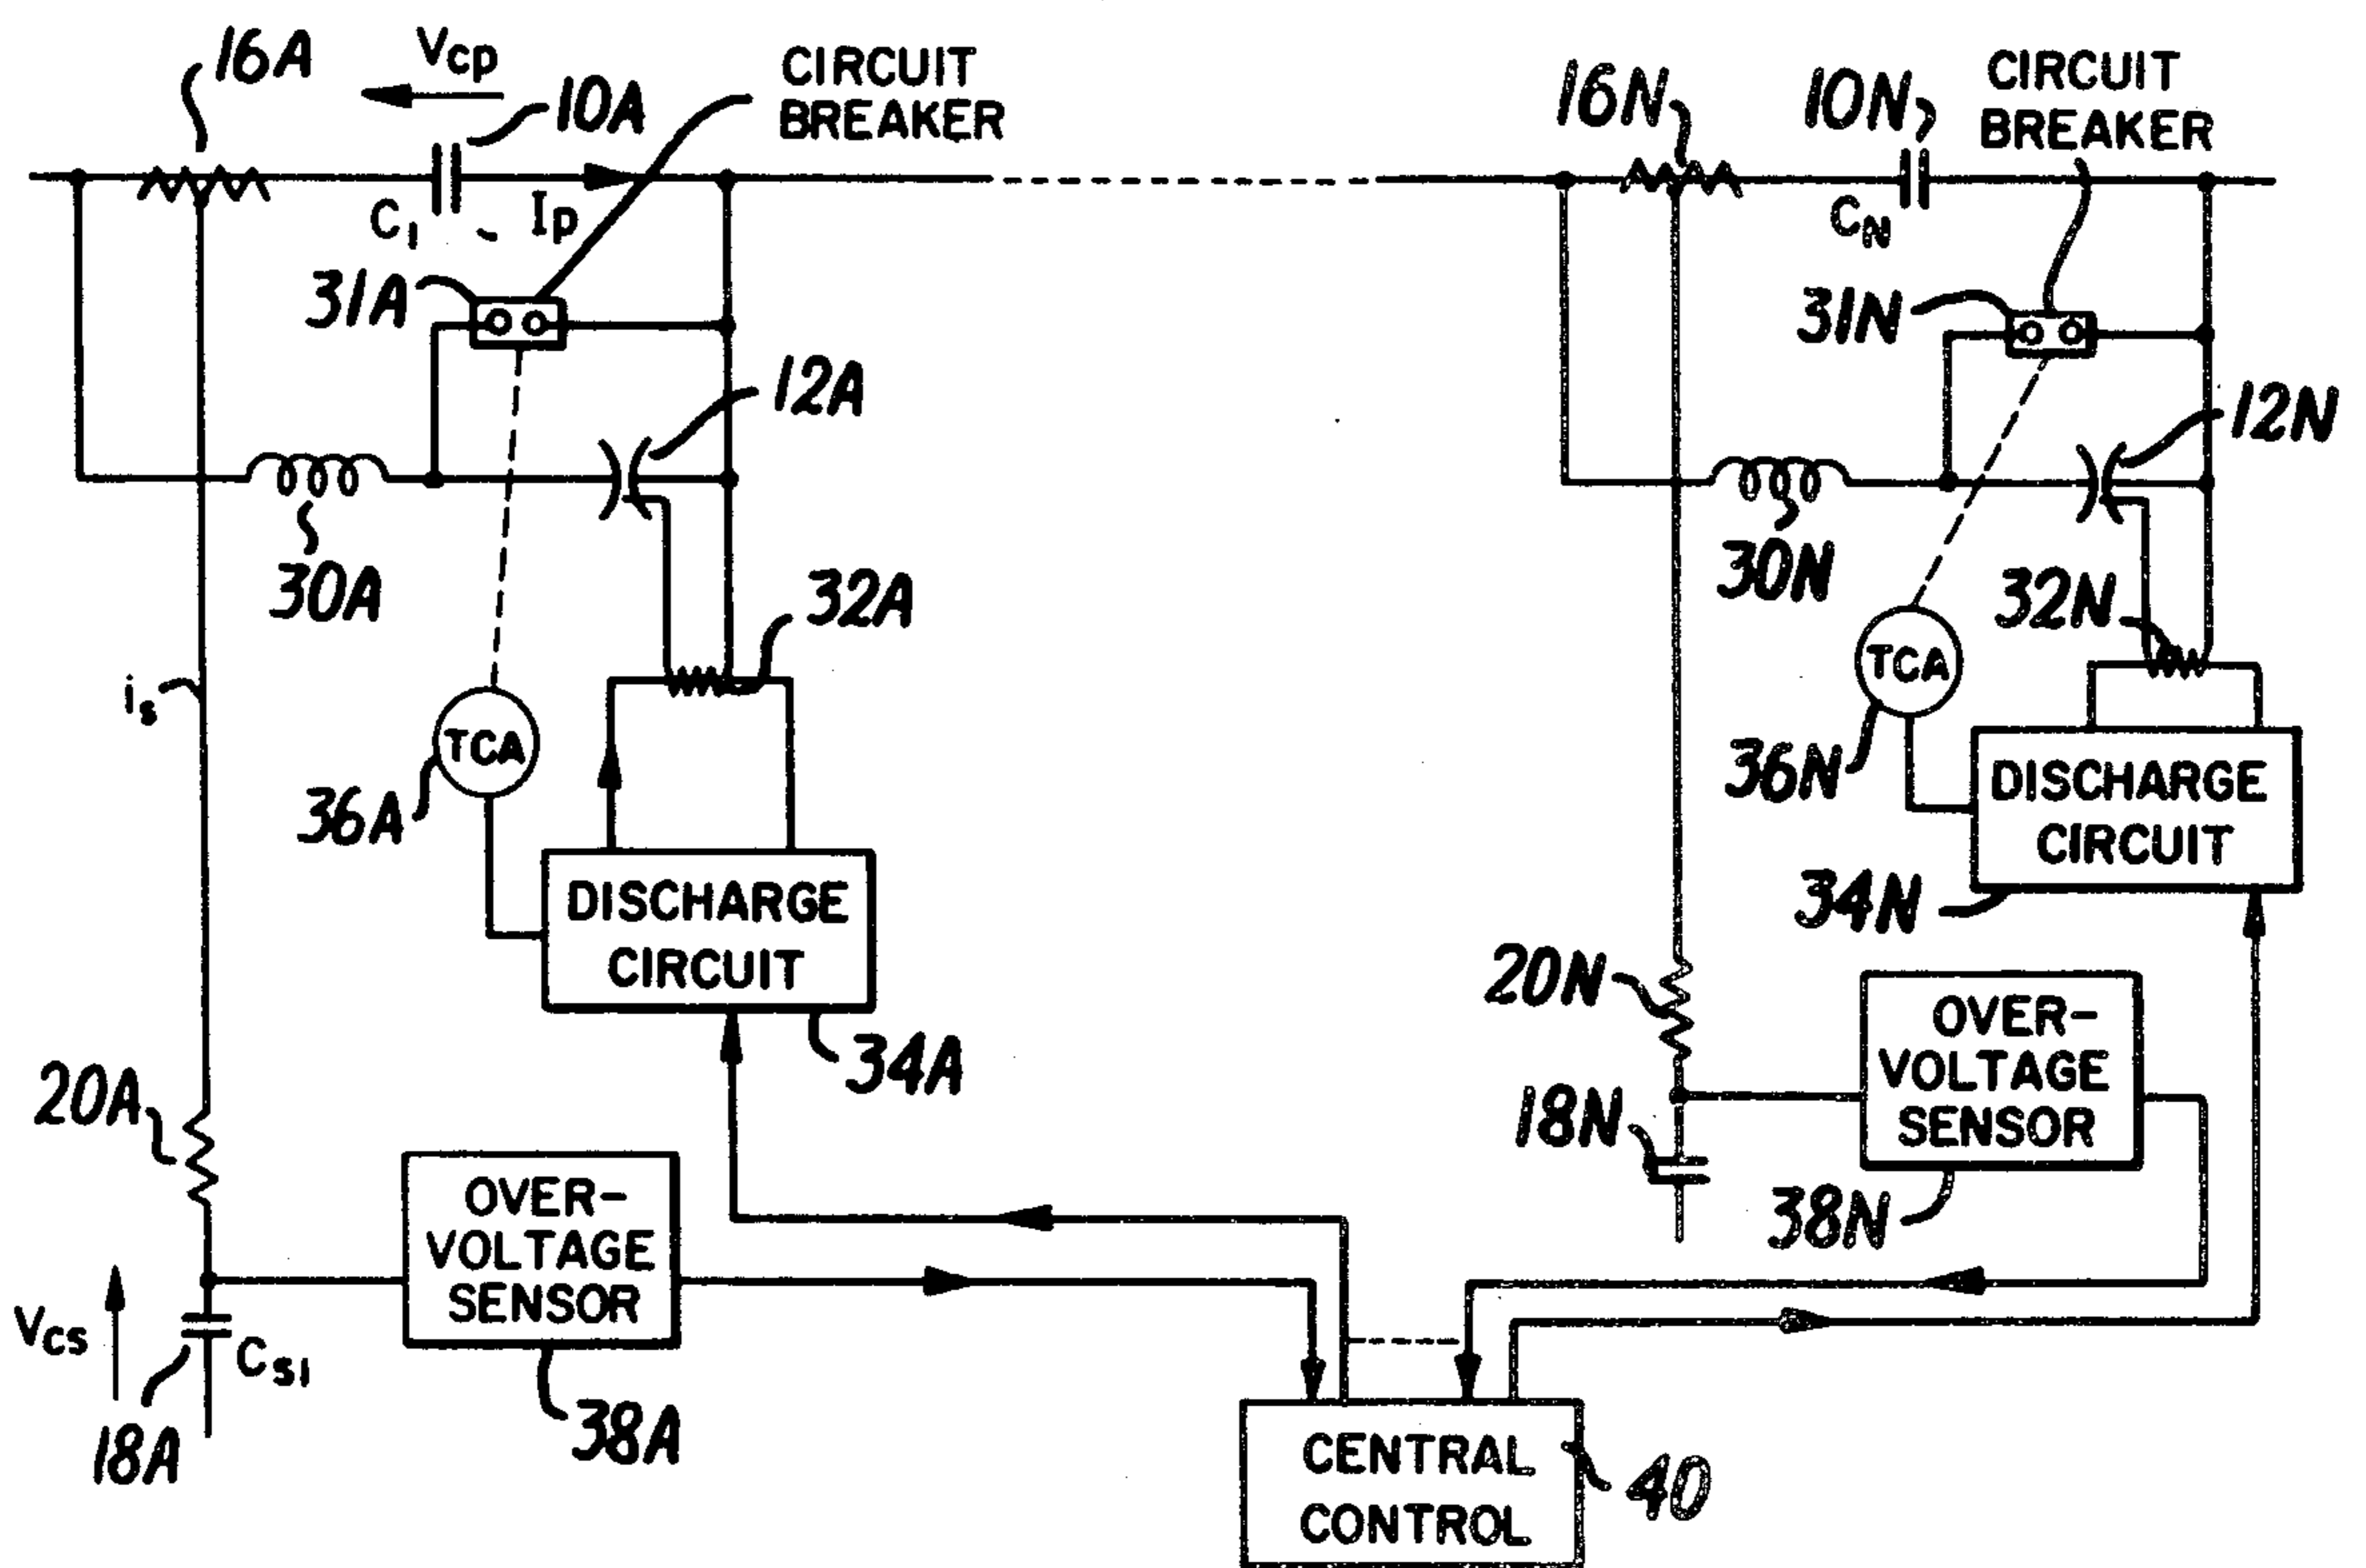 16A
Vcp
10A
CIRCUIT
BREAKER
16N
10N
CIRCUIT
BREAKER
C1
Ip
CN
31A
31N
12A
12N
30A
30N
32A
32N
is
TCA
TCA
36A
36N
DISCHARGE
CIRCUIT
DISCHARGE
CIRCUIT
34A
34N
20A
20N
OVER-
VOLTAGE
SENSOR
OVER-
VOLTAGE
SENSOR
18N
38N
Vcs
Cs1
18A
38A
CENTRAL
CONTROL
40